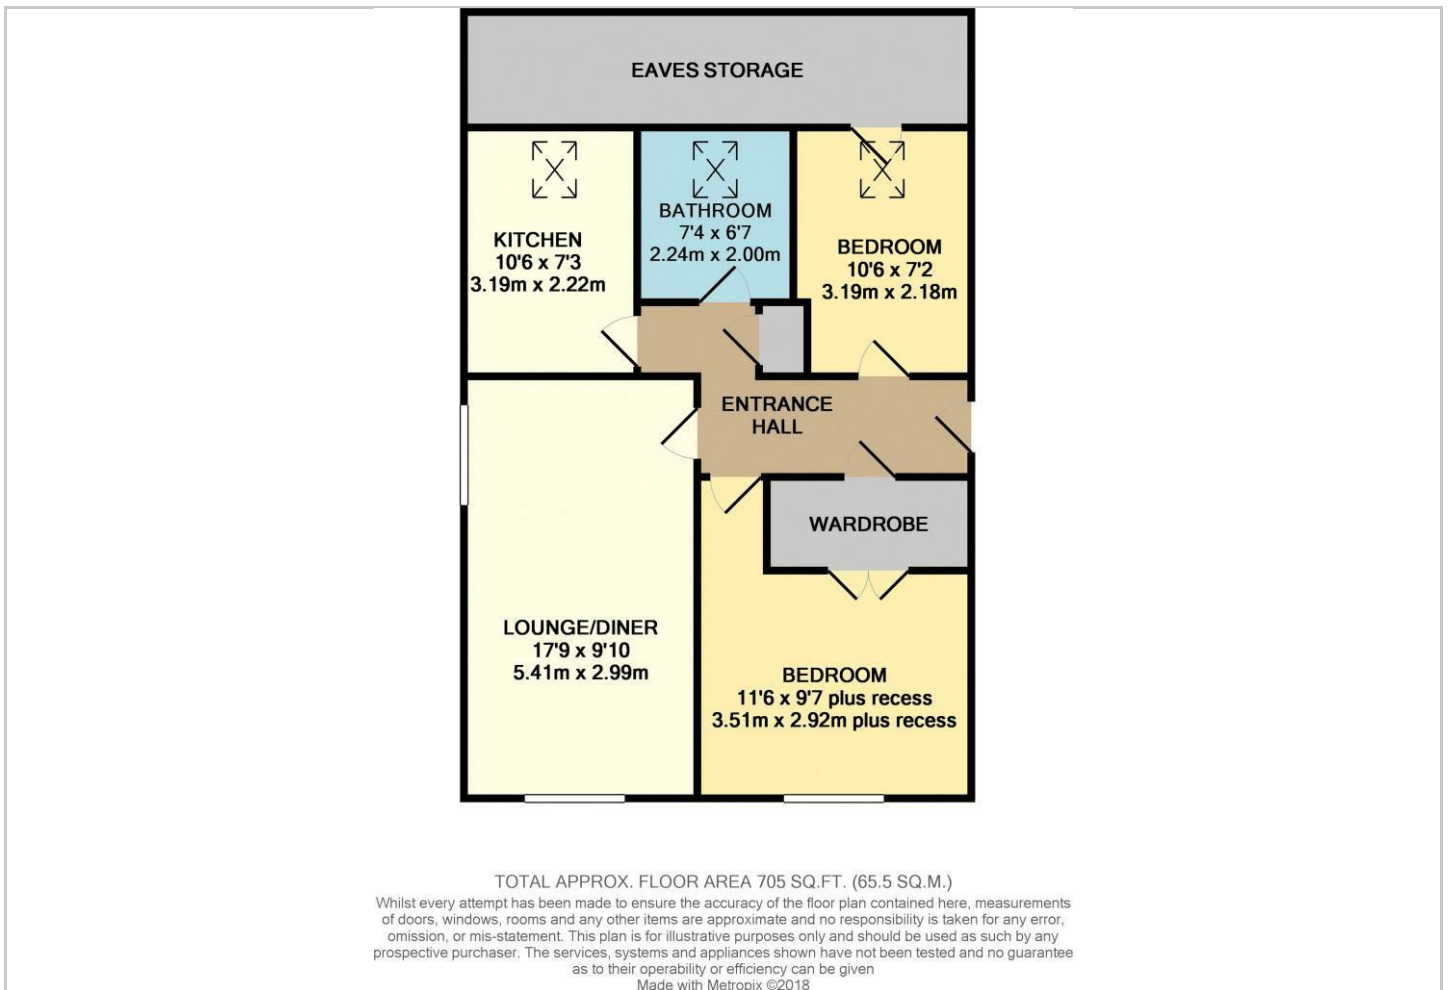 EAVES STORAGE
KITCHEN
10'6 x 7'3
3.19m x 2.22m
BATHROOM
7'4 x 6'7
2.24m x 2.00m
BEDROOM
10'6 x 7'2
3.19m x 2.18m
ENTRANCE
HALL
WARDROBE
LOUNGE/DINER
17'9 x 9'10
5.41m x 2.99m
BEDROOM
11'6 x 9'7 plus recess
3.51m x 2.92m plus recess
TOTAL APPROX. FLOOR AREA 705 SQ.FT. (65.5 SQ.M.)
Whilst every attempt has been made to ensure the accuracy of the floor plan contained here, measurements
of doors, windows, rooms and any other items are approximate and no responsibility is taken for any error,
omission, or mis-statement. This plan is for illustrative purposes only and should be used as such by any
prospective purchaser. The services, systems and appliances shown have not been tested and no guarantee
as to their operability or efficiency can be given
Made with Metropix ©2018